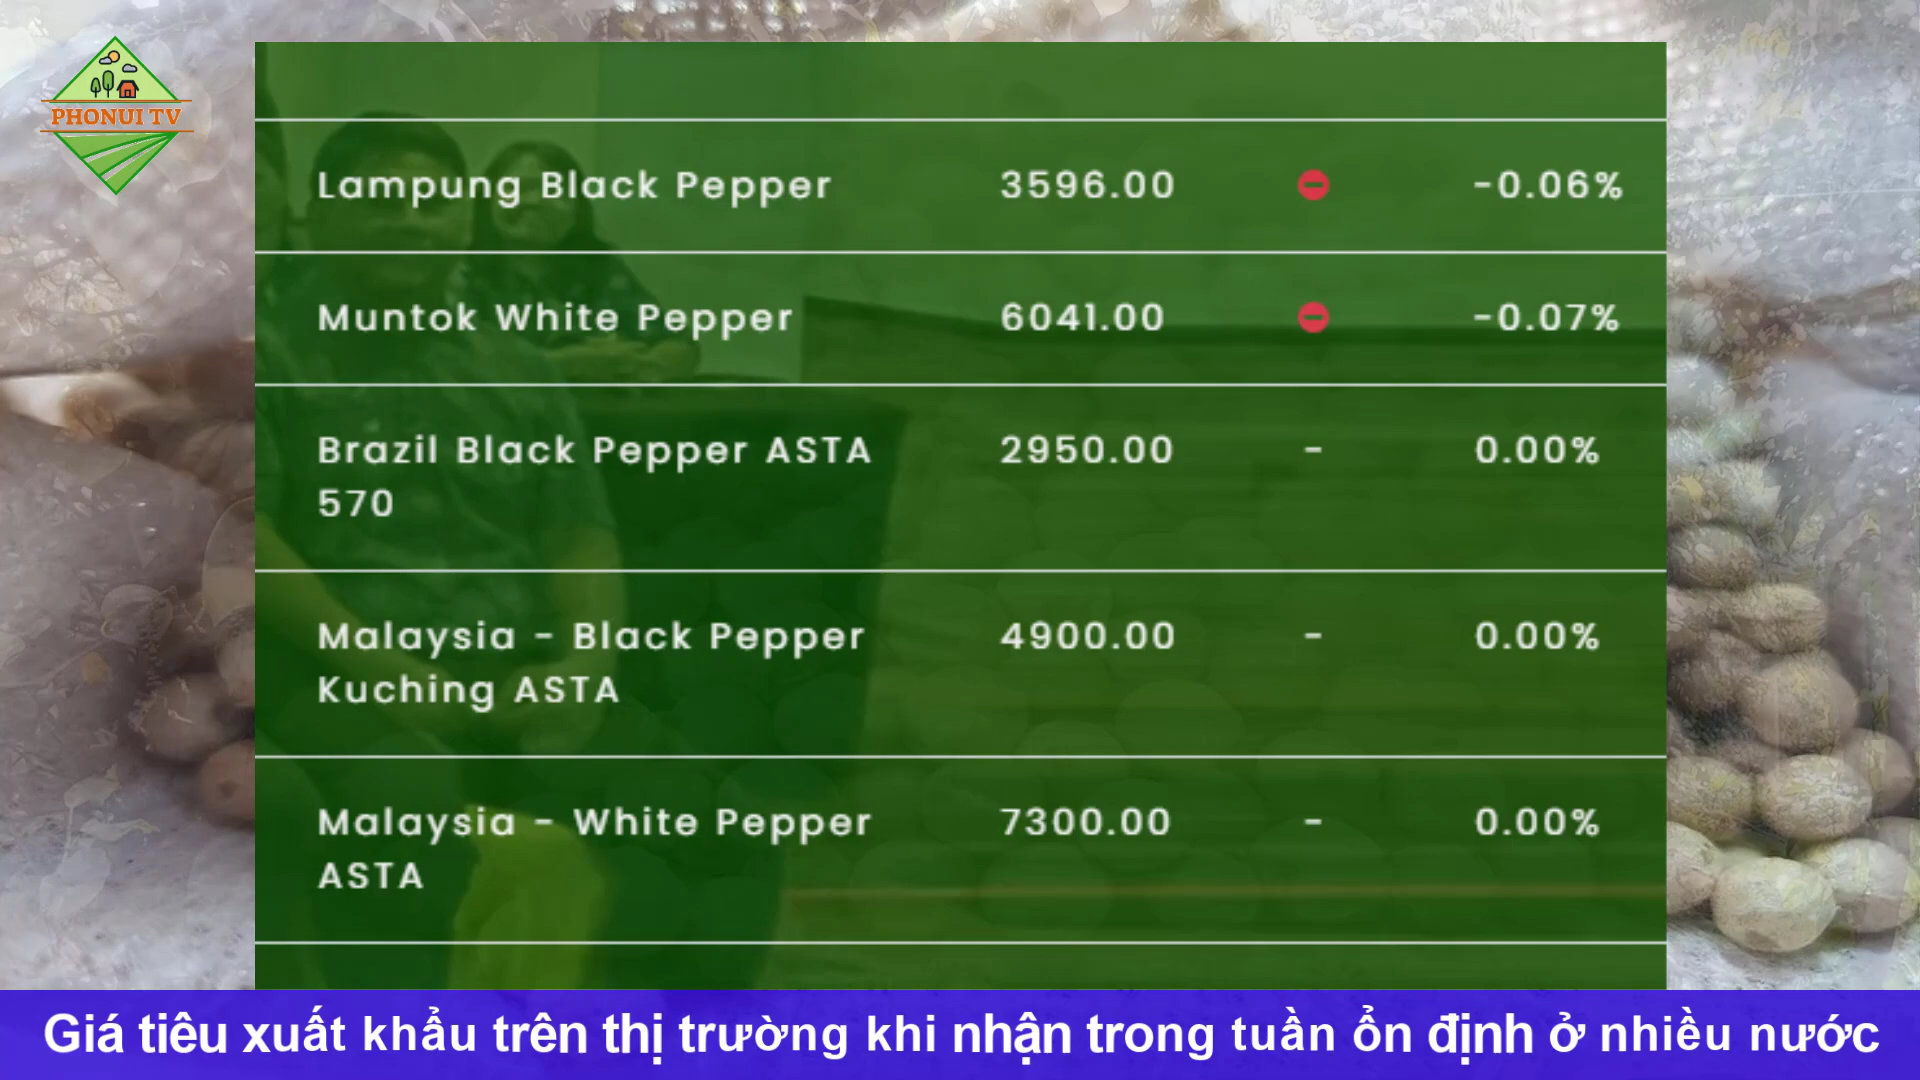 PHONUI TV
Lampung Black Pepper 3596.00 -0.06%
Muntok White Pepper 6041.00 -0.07%
Brazil Black Pepper ASTA 2950.00 - 0.00%
570
Malaysia - Black Pepper 4900.00 - 0.00%
Kuching ASTA
Malaysia - White Pepper 7300.00 - 0.00%
ASTA
Giá tiêu xuất khẩu trên thị trường khi nhận trong tuần ổn định ở nhiều nước